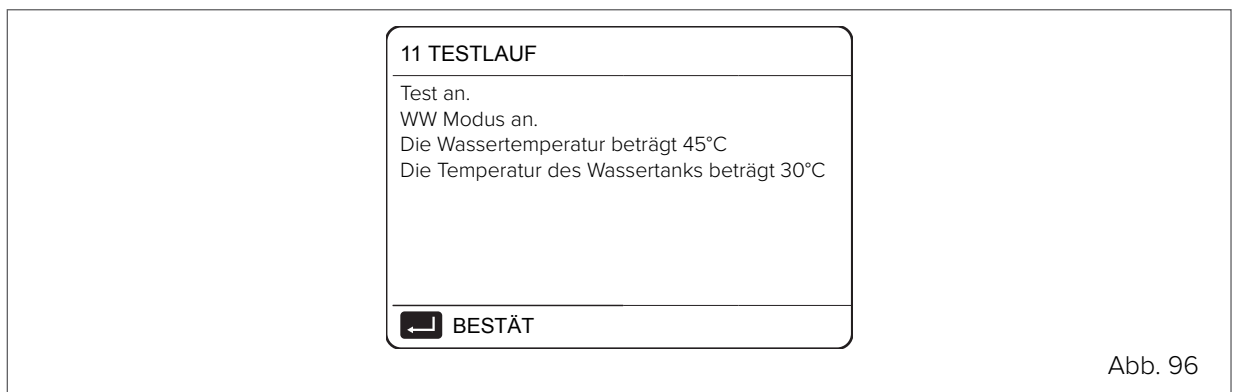 11 TESTLAUF
Test an.
WW Modus an.
Die Wassertemperatur beträgt 45°C
Die Temperatur des Wassertanks beträgt 30°C
BESTÄT
Abb. 96